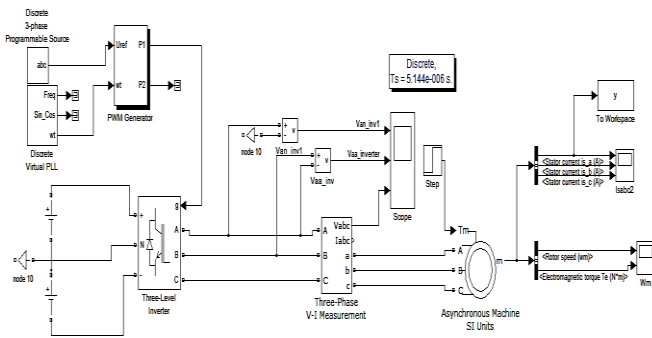 Discrete
3-phase
Programmable Source
abc
Uref
P1
wt
P2
PWM Generator
Freq
Sin_Cos
wt
Discrete
Virtual PLL
Discrete,
Ts = 5.144e-006 s.
node 10
+
-
v
Van_inv1
Van_inv1
+
-
v
Vaa_inv
Vaa_inverter
Scope
Step
y
To Workspace
<Stator current is_a (A)>
<Stator current is_b (A)>
<Stator current is_c (A)>
Isabc2
+
+
node 10
+
N
-
g
A
B
C
Three-Level
Inverter
A
B
C
Vabc
Iabc
a
b
c
Three-Phase
V-I Measurement
Tm
A
B
C
m
Asynchronous Machine
SI Units
<Rotor speed (wm)>
<Electromagnetic torque Te (N*m)>
Wm